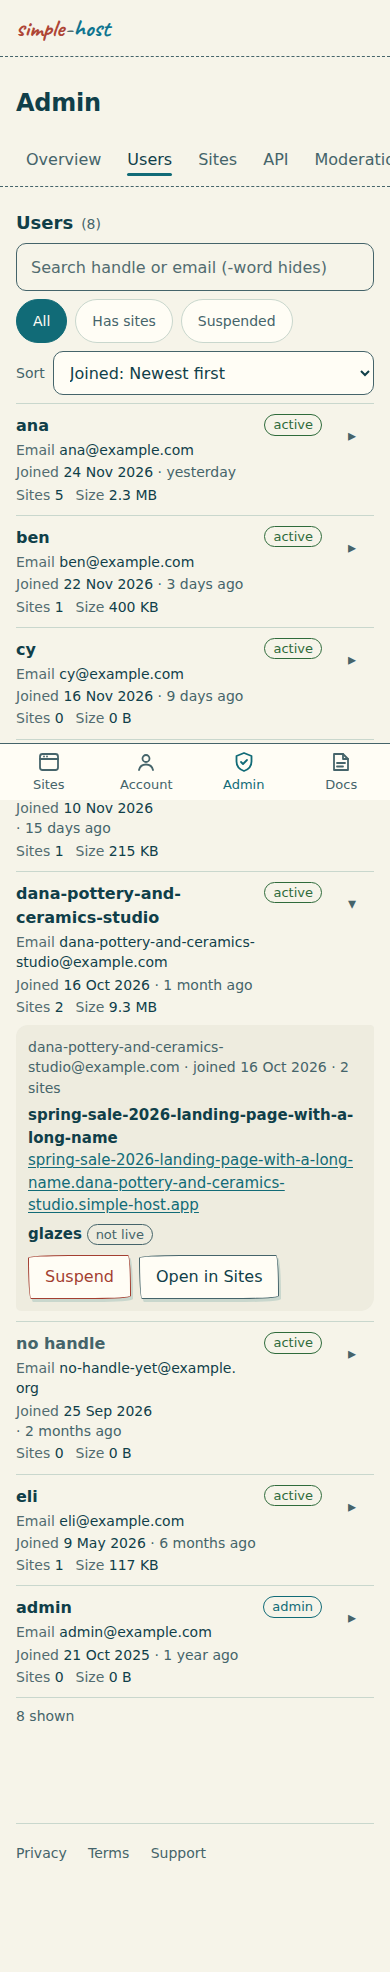 simple-host
Admin
Overview Users Sites API Moderatio
Users (8)
Search handle or email (-word hides)
All Has sites Suspended
Sort Joined: Newest first
ana active ▸
Email ana@example.com
Joined 24 Nov 2026 · yesterday
Sites 5 Size 2.3 MB
ben active ▸
Email ben@example.com
Joined 22 Nov 2026 · 3 days ago
Sites 1 Size 400 KB
cy active ▸
Email cy@example.com
Joined 16 Nov 2026 · 9 days ago
Sites 0 Size 0 B
Sites Account Admin Docs
Joined 10 Nov 2026
· 15 days ago
Sites 1 Size 215 KB
dana-pottery-and- active ▾
ceramics-studio
Email dana-pottery-and-ceramics-
studio@example.com
Joined 16 Oct 2026 · 1 month ago
Sites 2 Size 9.3 MB
dana-pottery-and-ceramics-
studio@example.com · joined 16 Oct 2026 · 2
sites
spring-sale-2026-landing-page-with-a-
long-name
spring-sale-2026-landing-page-with-a-long-
name.dana-pottery-and-ceramics-
studio.simple-host.app
glazes not live
Suspend Open in Sites
no handle active ▸
Email no-handle-yet@example.
org
Joined 25 Sep 2026
· 2 months ago
Sites 0 Size 0 B
eli active ▸
Email eli@example.com
Joined 9 May 2026 · 6 months ago
Sites 1 Size 117 KB
admin admin ▸
Email admin@example.com
Joined 21 Oct 2025 · 1 year ago
Sites 0 Size 0 B
8 shown
Privacy Terms Support